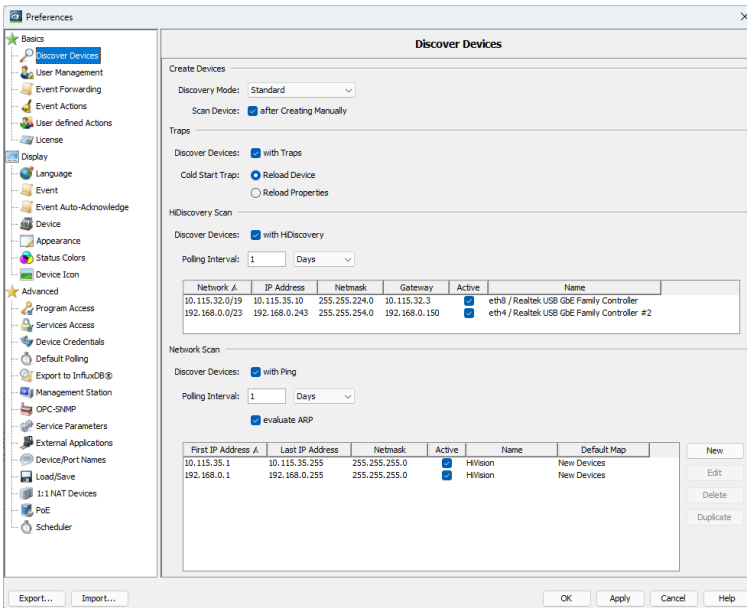 Preferences
Basics
Discover Devices
User Management
Event Forwarding
Event Actions
User defined Actions
License
Display
Language
Event
Event Auto-Acknowledge
Device
Appearance
Status Colors
Device Icon
Advanced
Program Access
Services Access
Device Credentials
Default Polling
Export to InfluxDB®
Management Station
OPC-SNMP
Service Parameters
External Applications
Device/Port Names
Load/Save
1:1 NAT Devices
PoE
Scheduler
Discover Devices
Create Devices
Discovery Mode: Standard
Scan Device: after Creating Manually
Traps
Discover Devices: with Traps
Cold Start Trap: Reload Device
Reload Properties
HiDiscovery Scan
Discover Devices: with HiDiscovery
Polling Interval: 1 Days
Network IP Address Netmask Gateway Active Name
10.115.32.0/19 10.115.35.10 255.255.224.0 10.115.32.3 eth8 / Realtek USB GbE Family Controller
192.168.0.0/23 192.168.0.243 255.255.254.0 192.168.0.150 eth4 / Realtek USB GbE Family Controller #2
Network Scan
Discover Devices: with Ping
Polling Interval: 1 Days
evaluate ARP
First IP Address Last IP Address Netmask Active Name Default Map
10.115.35.1 10.115.35.255 255.255.255.0 HiVision New Devices
192.168.0.1 192.168.0.255 255.255.255.0 HiVision New Devices
New
Edit
Delete
Duplicate
Export... Import... OK Apply Cancel Help